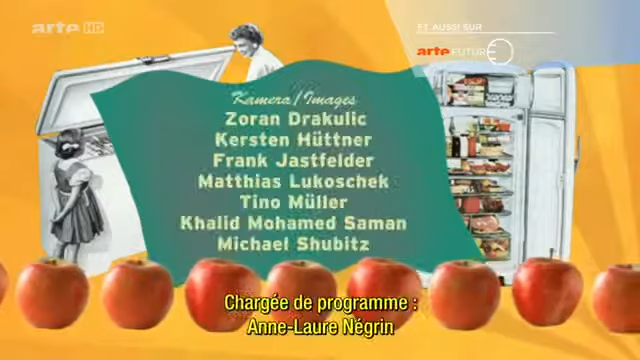 arte HD
ET AUSSI SUR
arte FUTURE
Kamera / Images
Zoran Drakulic
Kersten Hüttner
Frank Jastfelder
Matthias Lukoschek
Tino Müller
Khalid Mohamed Saman
Michael Shubitz
Chargée de programme :
Anne-Laure Négrin